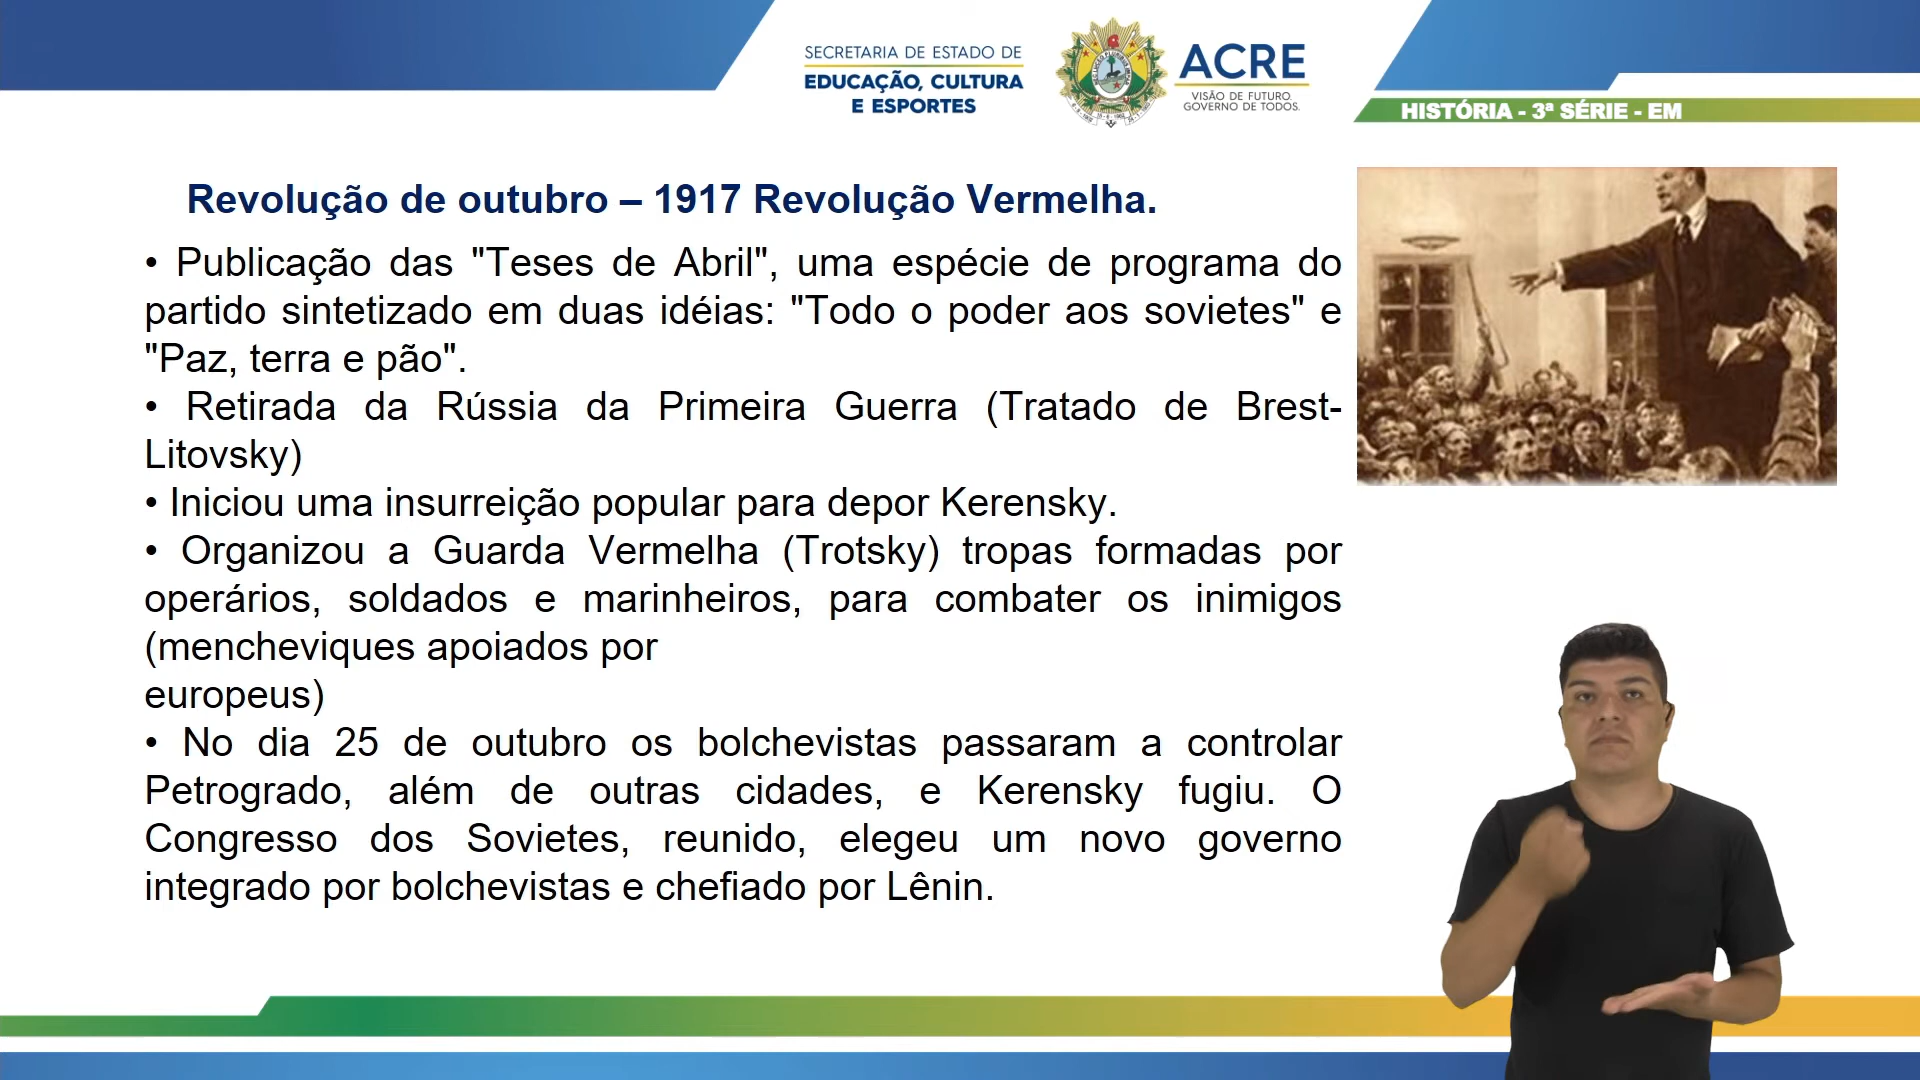 SECRETARIA DE ESTADO DE
EDUCAÇÃO, CULTURA
E ESPORTES
ACRE
VISÃO DE FUTURO.
GOVERNO DE TODOS.
HISTÓRIA - 3ª SÉRIE - EM
Revolução de outubro – 1917 Revolução Vermelha.
• Publicação das "Teses de Abril", uma espécie de programa do
partido sintetizado em duas idéias: "Todo o poder aos sovietes" e
"Paz, terra e pão".
• Retirada da Rússia da Primeira Guerra (Tratado de Brest-
Litovsky)
• Iniciou uma insurreição popular para depor Kerensky.
• Organizou a Guarda Vermelha (Trotsky) tropas formadas por
operários, soldados e marinheiros, para combater os inimigos
(mencheviques apoiados por
europeus)
• No dia 25 de outubro os bolchevistas passaram a controlar
Petrogrado, além de outras cidades, e Kerensky fugiu. O
Congresso dos Sovietes, reunido, elegeu um novo governo
integrado por bolchevistas e chefiado por Lênin.